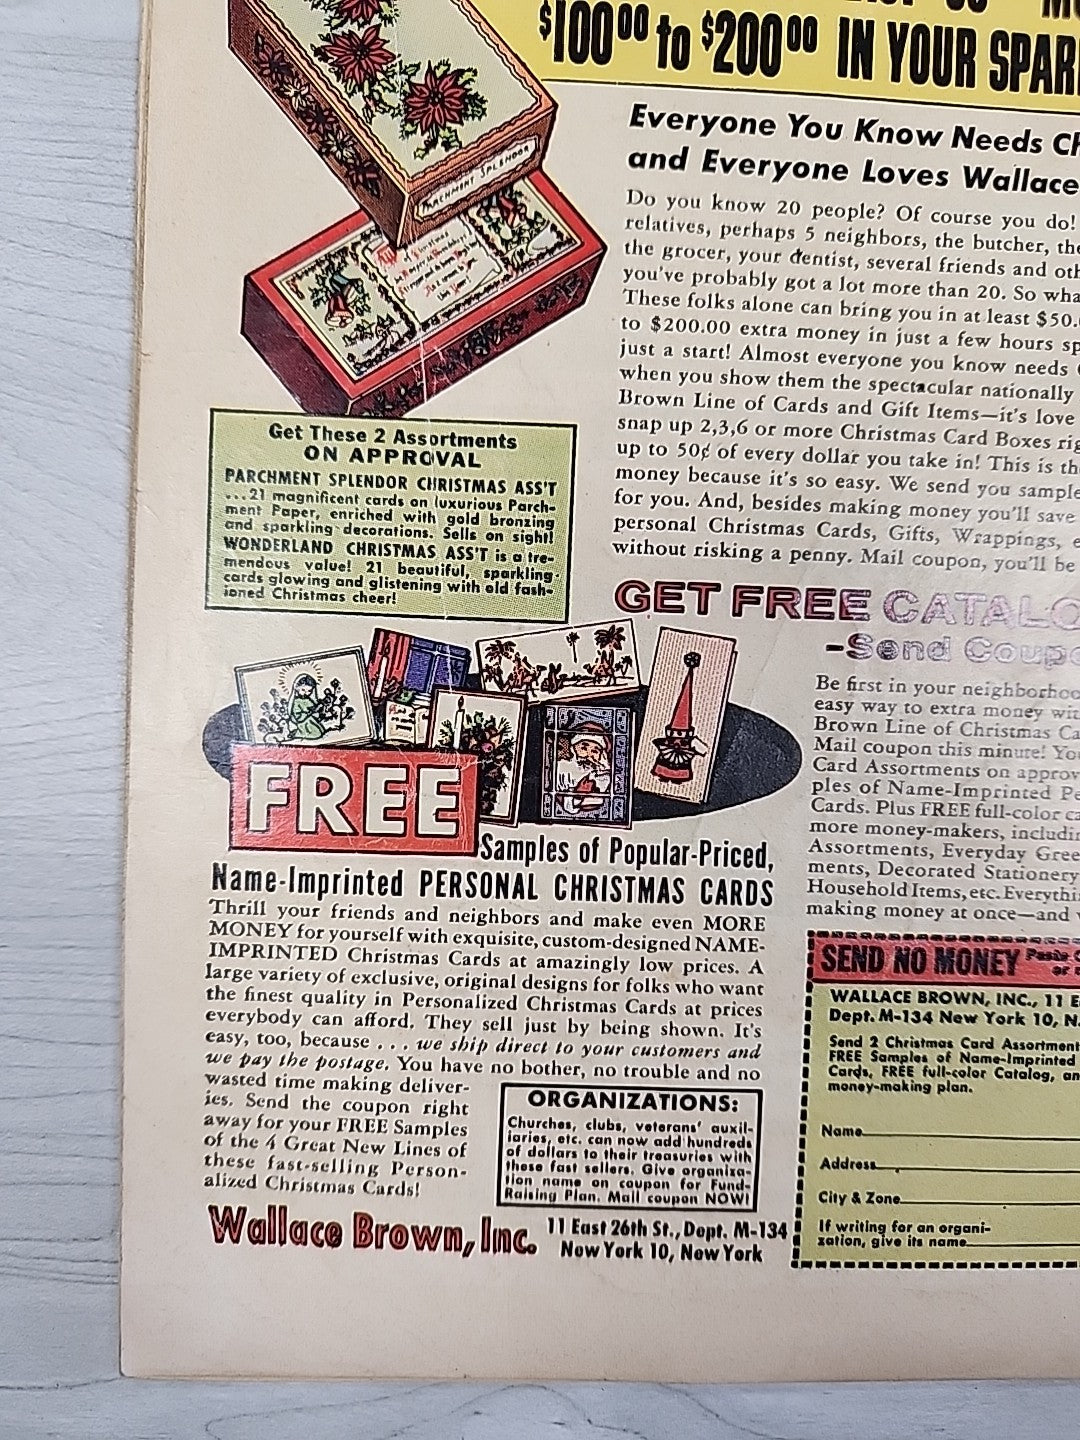 $100.00 to $200.00 IN YOUR
Everyone You Know Needs
and Everyone Loves Wallace
Do you know 20 people? Of course you do!
relatives, perhaps 5 neighbors, the butcher, the
the grocer, your dentist, several friends and
you've probably got a lot more than 20. So
These folks alone can bring you in at least
to $200.00 extra money in just a few hours
just a start! Almost everyone you know needs
when you show them the spectacular nationally
Brown Line of Cards and Gift Items—it's love
snap up 2,3,6 or more Christmas Card Boxes
up to 50¢ of every dollar you take in! This is
money because it's so easy. We send you
for you. And, besides making money you'll save
personal Christmas Cards, Gifts, Wrappings,
without risking a penny. Mail coupon, you'll be
PARCHMENT SPLENDOR
Get These 2 Assortments
ON APPROVAL
PARCHMENT SPLENDOR CHRISTMAS ASS'T
...21 magnificent cards on luxurious Parch-
ment Paper, enriched with gold bronzing
and sparkling decorations. Sells on sight!
WONDERLAND CHRISTMAS ASS'T is a tre-
mendous value! 21 beautiful, sparkling
cards glowing and glistening with old fash-
ioned Christmas cheer!
GET FREE
-Send
Be first in your
easy way to extra money
Brown Line of Christmas
Mail coupon this minute!
Card Assortments on
ples of Name-Imprinted
Cards. Plus FREE full-color
more money-makers,
Assortments, Everyday
ments, Decorated Stationery
Household Items, etc.
making money at once—and
FREE
Samples of Popular-Priced,
Name-Imprinted PERSONAL CHRISTMAS CARDS
Thrill your friends and neighbors and make even MORE
MONEY for yourself with exquisite, custom-designed NAME-
IMPRINTED Christmas Cards at amazingly low prices. A
large variety of exclusive, original designs for folks who want
the finest quality in Personalized Christmas Cards at prices
everybody can afford. They sell just by being shown. It's
easy, too, because . . . we ship direct to your customers and
we pay the postage. You have no bother, no trouble and no
wasted time making deliver-
ies. Send the coupon right
away for your FREE Samples
of the 4 Great New Lines of
these fast-selling Person-
alized Christmas Cards!
ORGANIZATIONS:
Churches, clubs, veterans' auxil-
iaries, etc. can now add hundreds
of dollars to their treasuries with
these fast sellers. Give organiza-
tion name on coupon for Fund-
Raising Plan. Mail coupon NOW!
Wallace Brown, Inc. 11 East 26th St., Dept. M-134
New York 10, New York
SEND NO MONEY
WALLACE BROWN, INC., 11
Dept. M-134 New York 10,
Send 2 Christmas Card
FREE Samples of Name-Imprinted
Cards, FREE full-color Catalog,
money-making plan.
Name
Address
City & Zone
If writing for an organi-
zation, give its name